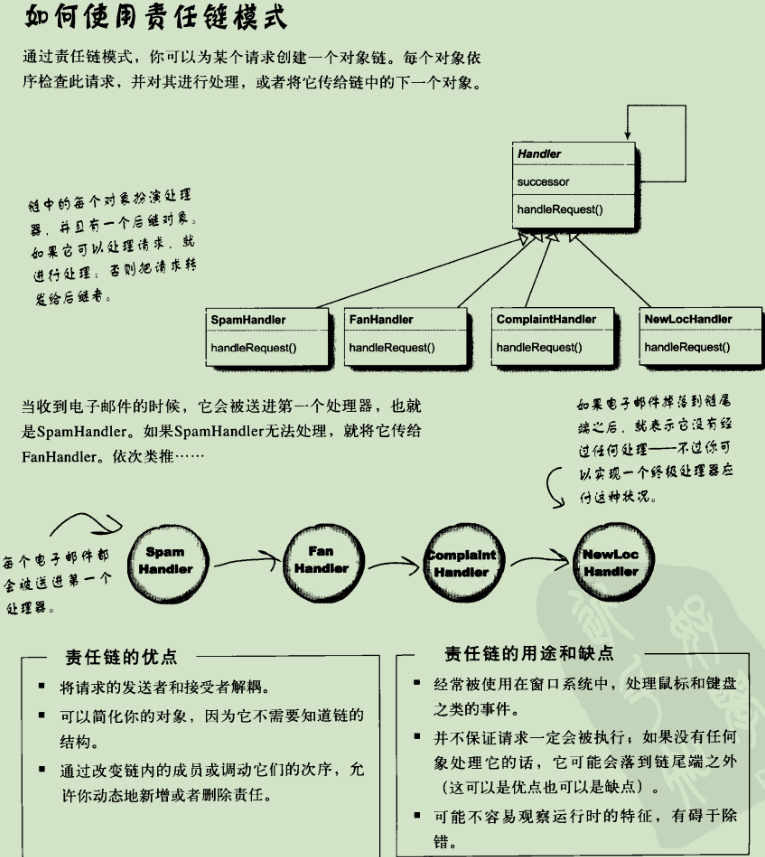 如何使用责任链模式
通过责任链模式，你可以为某个请求创建一个对象链。每个对象依
序检查此请求，并对其进行处理，或者将它传给链中的下一个对象。
Handler
successor
handleRequest()
链中的每个对象扮演处理
器，并且有一个后继对象。
如果它可以处理请求，就
进行处理；否则把请求转
发给后继者。
SpamHandler
handleRequest()
FanHandler
handleRequest()
ComplaintHandler
handleRequest()
NewLocHandler
handleRequest()
当收到电子邮件的时候，它会被送进第一个处理器，也就
是SpamHandler。如果SpamHandler无法处理，就将它传给
FanHandler。依次类推……
如果电子邮件掉落到链尾
端之后，就表示它没有经
过任何处理——不过你可
以实现一个终极处理器应
付这种状况。
每个电子邮件都
会被送进第一个
处理器。
Spam
Handler
Fan
Handler
Complaint
Handler
NewLoc
Handler
责任链的优点
▪ 将请求的发送者和接受者解耦。
▪ 可以简化你的对象，因为它不需要知道链的
结构。
▪ 通过改变链内的成员或调动它们的次序，允
许你动态地新增或者删除责任。
责任链的用途和缺点
▪ 经常被使用在窗口系统中，处理鼠标和键盘
之类的事件。
▪ 并不保证请求一定会被执行；如果没有任何
象处理它的话，它可能会落到链尾端之外
（这可以是优点也可以是缺点）。
▪ 可能不容易观察运行时的特征，有碍于除
错。